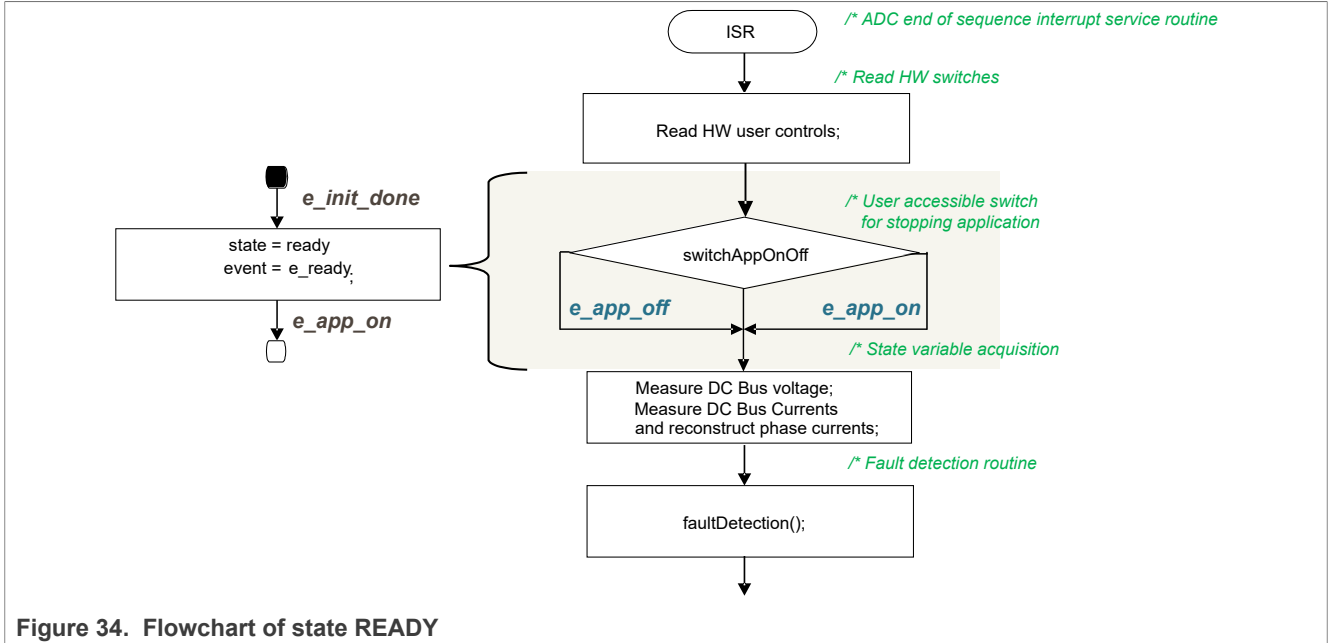 ISR
/* ADC end of sequence interrupt service routine
/* Read HW switches
Read HW user controls;
e_init_done
state = ready
event = e_ready;
e_app_on
/* User accessible switch
for stopping application
switchAppOnOff
e_app_off
e_app_on
/* State variable acquisition
Measure DC Bus voltage;
Measure DC Bus Currents
and reconstruct phase currents;
/* Fault detection routine
faultDetection();
Figure 34. Flowchart of state READY